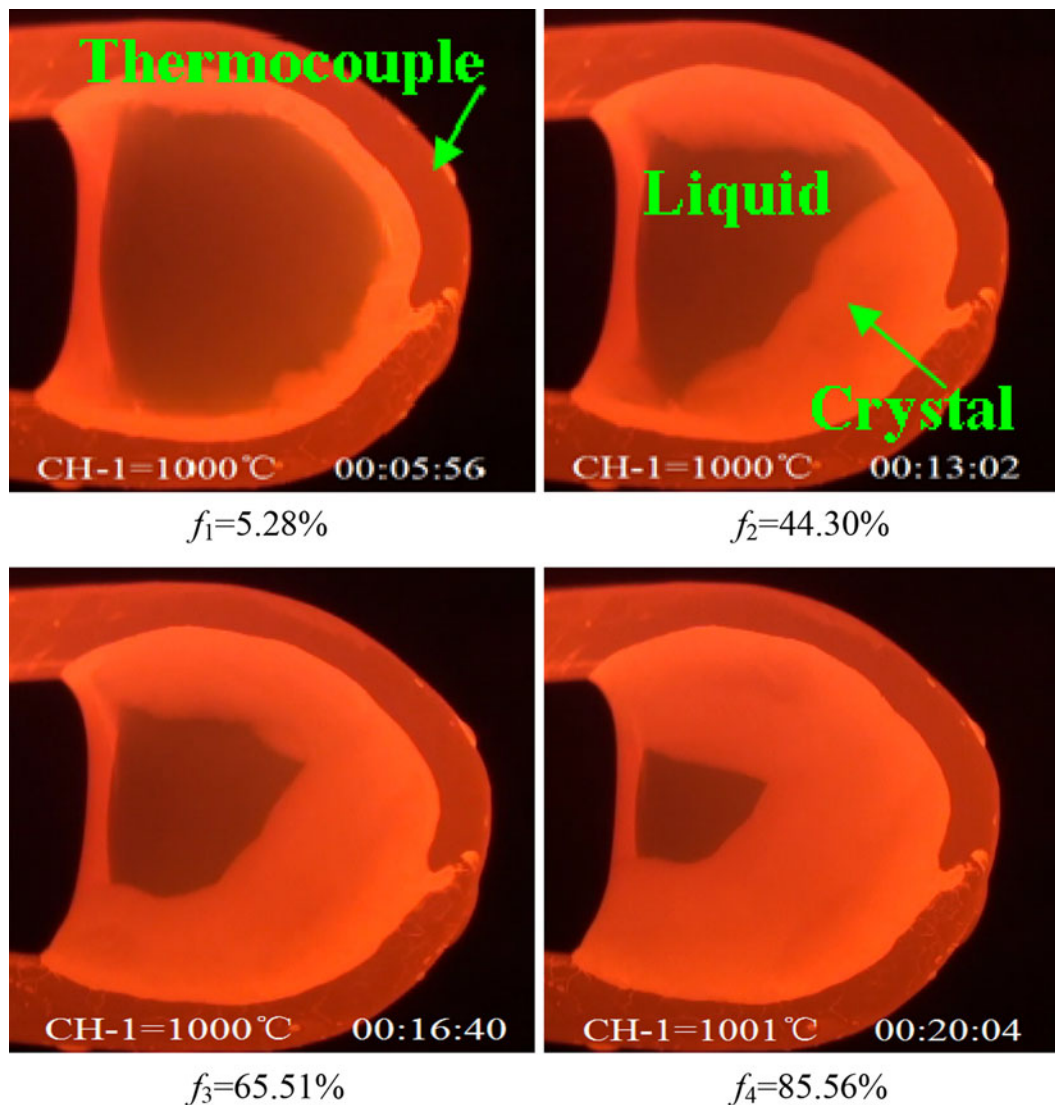 Thermocouple
CH-1=1000℃ 00:05:56
f₁=5.28%
Liquid
Crystal
CH-1=1000℃ 00:13:02
f₂=44.30%
CH-1=1000℃ 00:16:40
f₃=65.51%
CH-1=1001℃ 00:20:04
f₄=85.56%